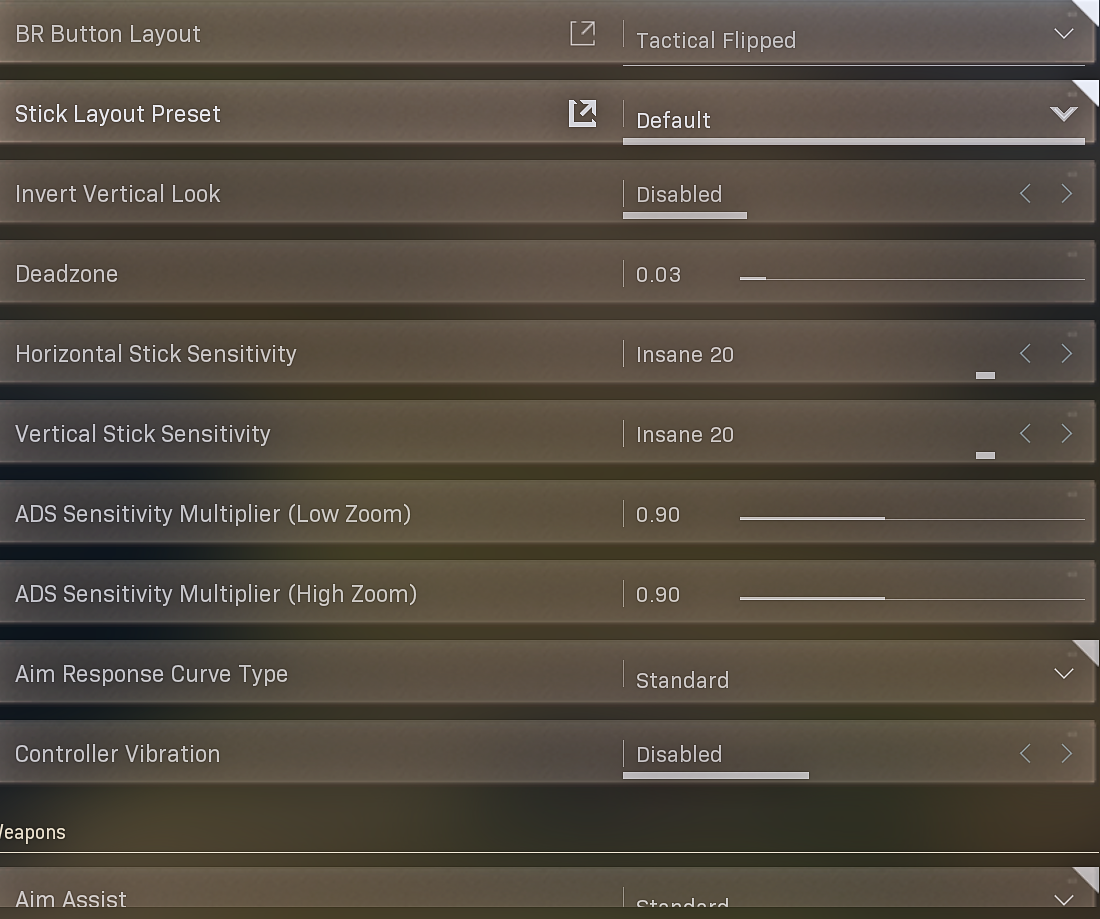 BR Button Layout Tactical Flipped
Stick Layout Preset Default
Invert Vertical Look Disabled
Deadzone 0.03
Horizontal Stick Sensitivity Insane 20
Vertical Stick Sensitivity Insane 20
ADS Sensitivity Multiplier (Low Zoom) 0.90
ADS Sensitivity Multiplier (High Zoom) 0.90
Aim Response Curve Type Standard
Controller Vibration Disabled
Weapons
Aim Assist Standard